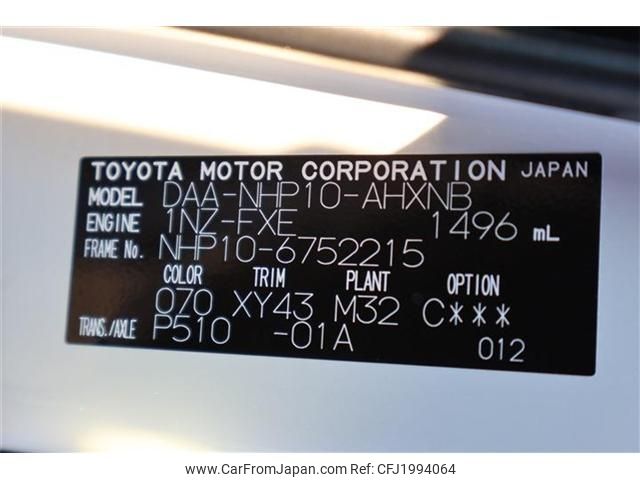 TOYOTA MOTOR CORPORATION JAPAN
MODEL DAA-NHP10-AHXNB
ENGINE 1NZ-FXE 1496 mL
FRAME No. NHP10-6752215
COLOR TRIM PLANT OPTION
070 XY43 M32 C***
TRANS./AXLE P510 -01A 012
www.CarFromJapan.com | ID: CFJ1994064